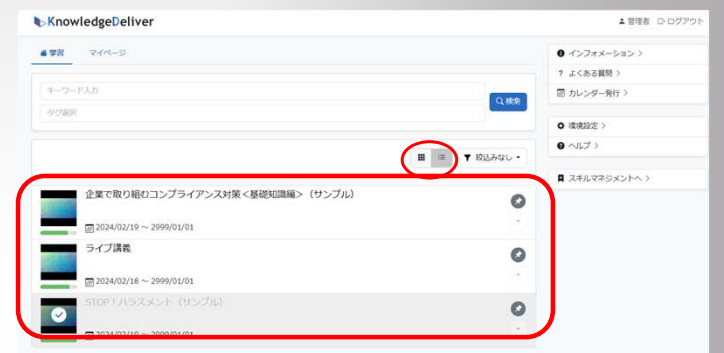 KnowledgeDeliver
管理者 ログアウト
学習 マイページ
キーワード入力
タグ選択
検索
絞込みなし
企業で取り組むコンプライアンス対策<基礎知識編>（サンプル）
2024/02/19 ～ 2999/01/01
ライブ講義
2024/02/18 ～ 2999/01/01
STOP！ハラスメント（サンプル）
2024/02/19 ～ 2999/01/01
インフォメーション >
? よくある質問 >
カレンダー発行 >
環境設定 >
ヘルプ >
スキルマネジメントへ >